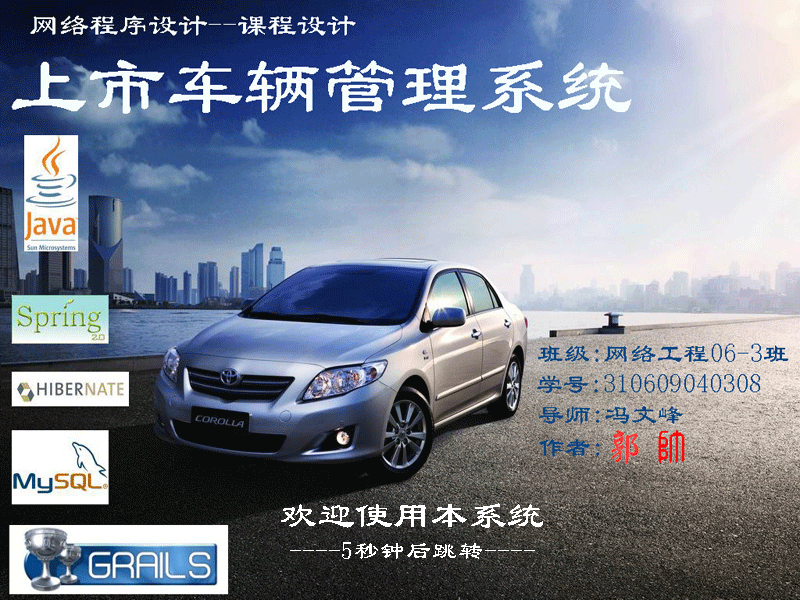 网络程序设计--课程设计
上市车辆管理系统
Java
Sun Microsystems
Spring
2.0
HIBERNATE
MySQL®
GRAILS
COROLLA
班级:网络工程06-3班
学号:310609040308
导师:冯文峰
作者:郭帥
欢迎使用本系统
----5秒钟后跳转----